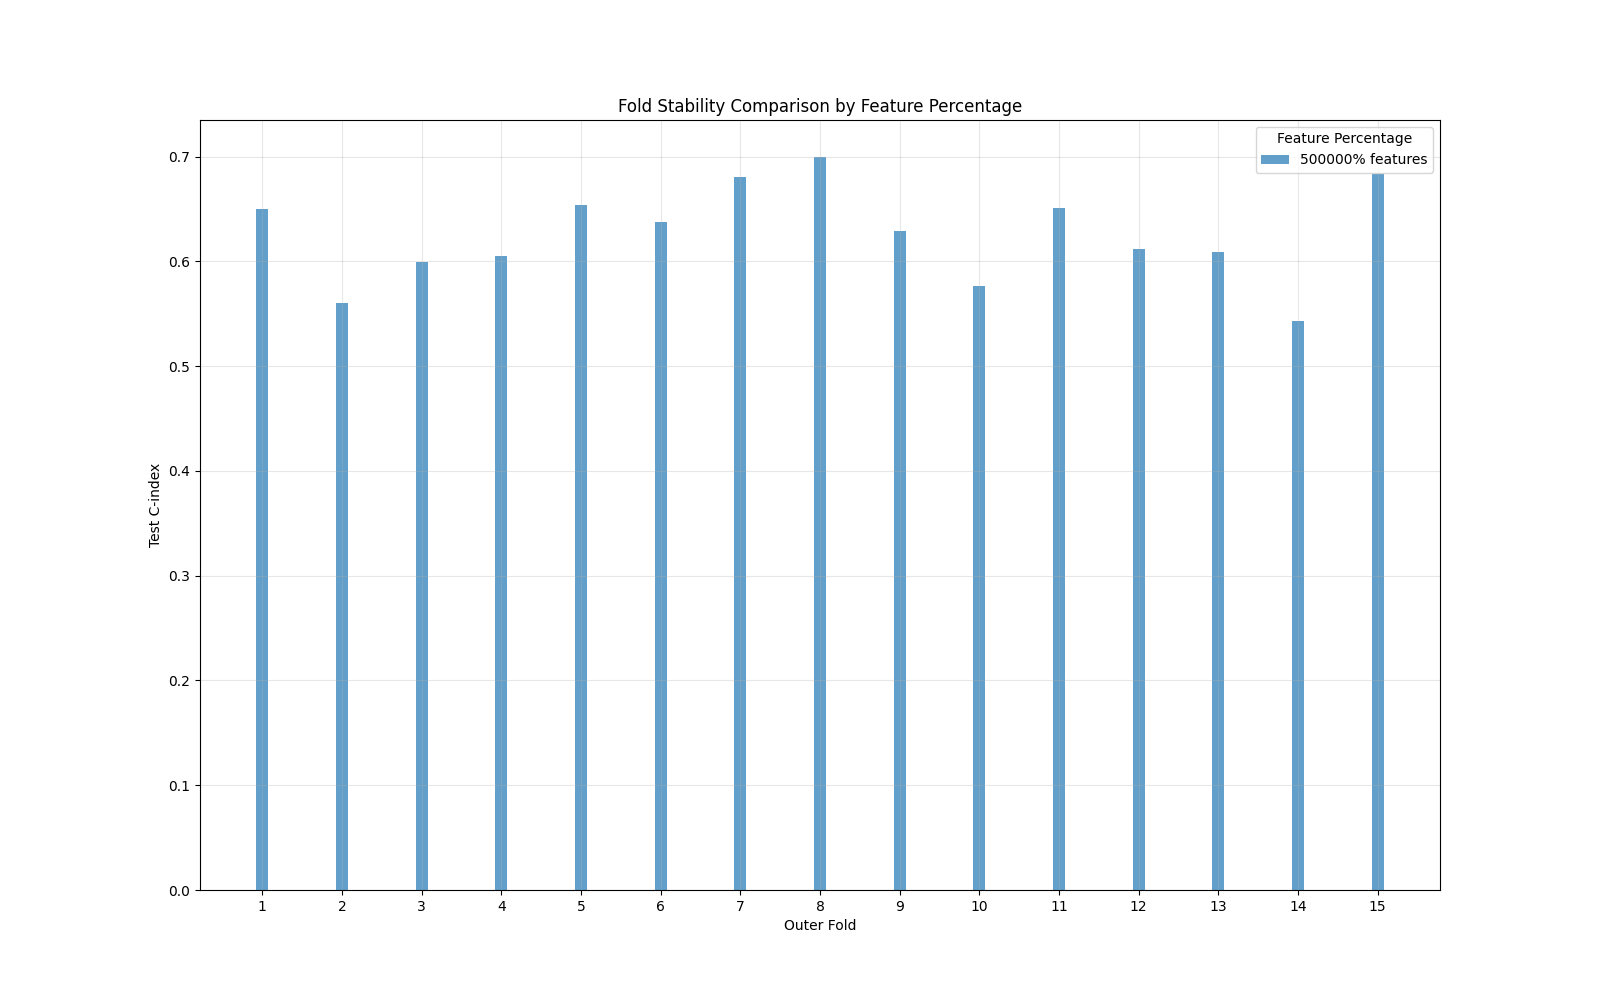 Fold Stability Comparison by Feature Percentage
Feature Percentage
500000% features
Test C-index
0.7
0.6
0.5
0.4
0.3
0.2
0.1
0.0
1 2 3 4 5 6 7 8 9 10 11 12 13 14 15
Outer Fold